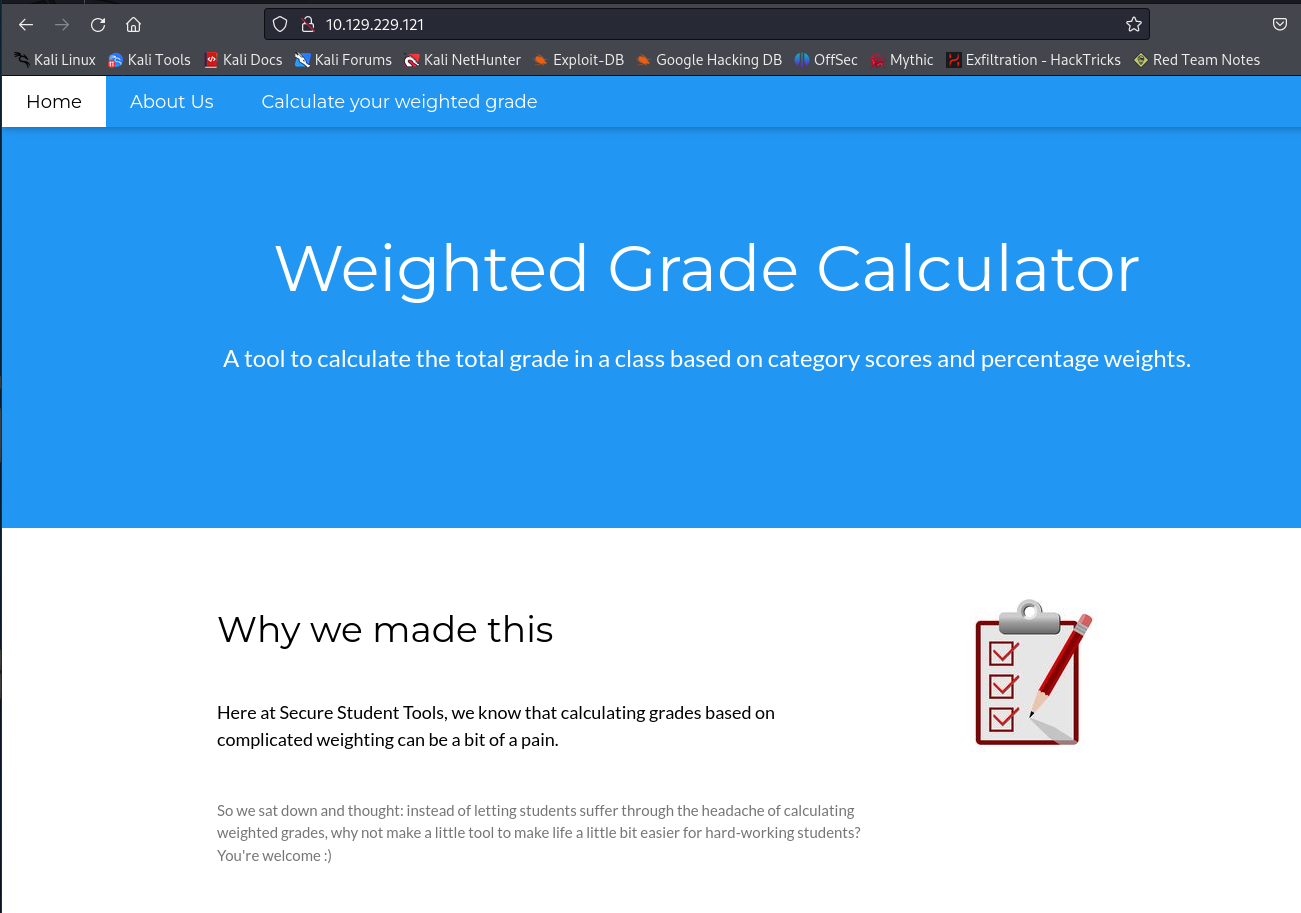 10.129.229.121
Kali Linux Kali Tools Kali Docs Kali Forums Kali NetHunter Exploit-DB Google Hacking DB OffSec Mythic Exfiltration - HackTricks Red Team Notes
Home About Us Calculate your weighted grade
Weighted Grade Calculator
A tool to calculate the total grade in a class based on category scores and percentage weights.
Why we made this
Here at Secure Student Tools, we know that calculating grades based on
complicated weighting can be a bit of a pain.
So we sat down and thought: instead of letting students suffer through the headache of calculating
weighted grades, why not make a little tool to make life a little bit easier for hard-working students?
You're welcome :)